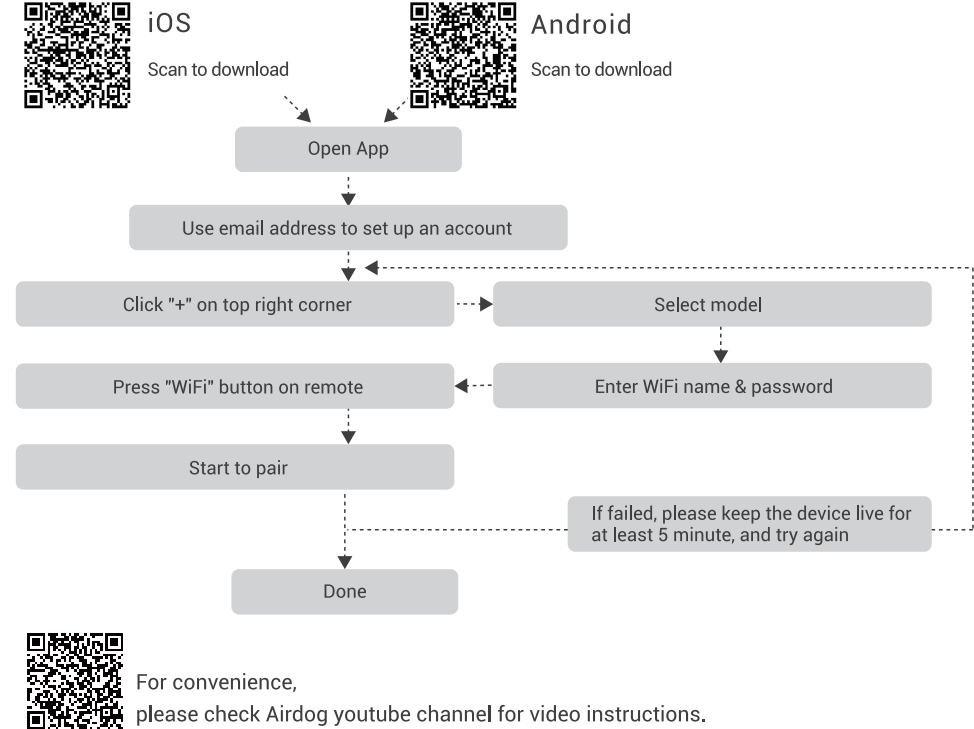 iOS
Scan to download
Android
Scan to download
Open App
Use email address to set up an account
Click "+" on top right corner
Select model
Press "WiFi" button on remote
Enter WiFi name & password
Start to pair
If failed, please keep the device live for
at least 5 minute, and try again
Done
For convenience,
please check Airdog youtube channel for video instructions.